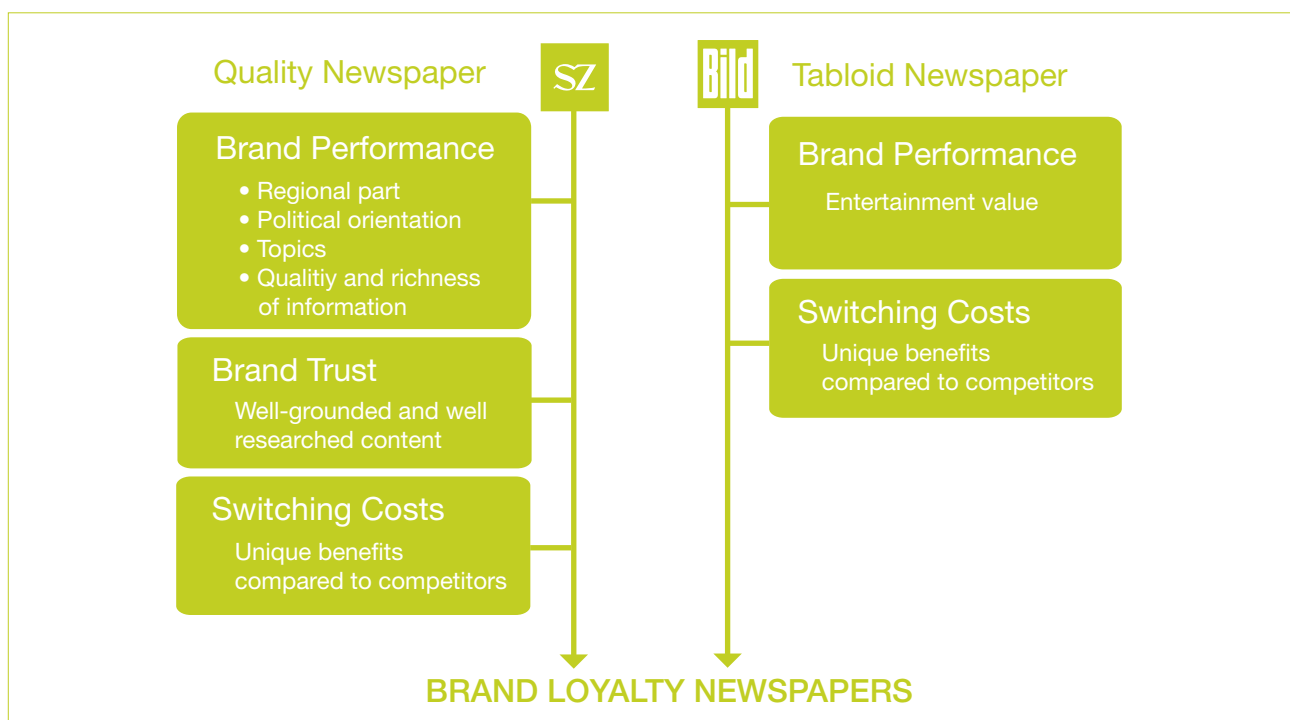 Quality Newspaper
SZ
Brand Performance
• Regional part
• Political orientation
• Topics
• Qualitiy and richness
of information
Brand Trust
Well-grounded and well
researched content
Switching Costs
Unique benefits
compared to competitors
Bild
Tabloid Newspaper
Brand Performance
Entertainment value
Switching Costs
Unique benefits
compared to competitors
BRAND LOYALTY NEWSPAPERS